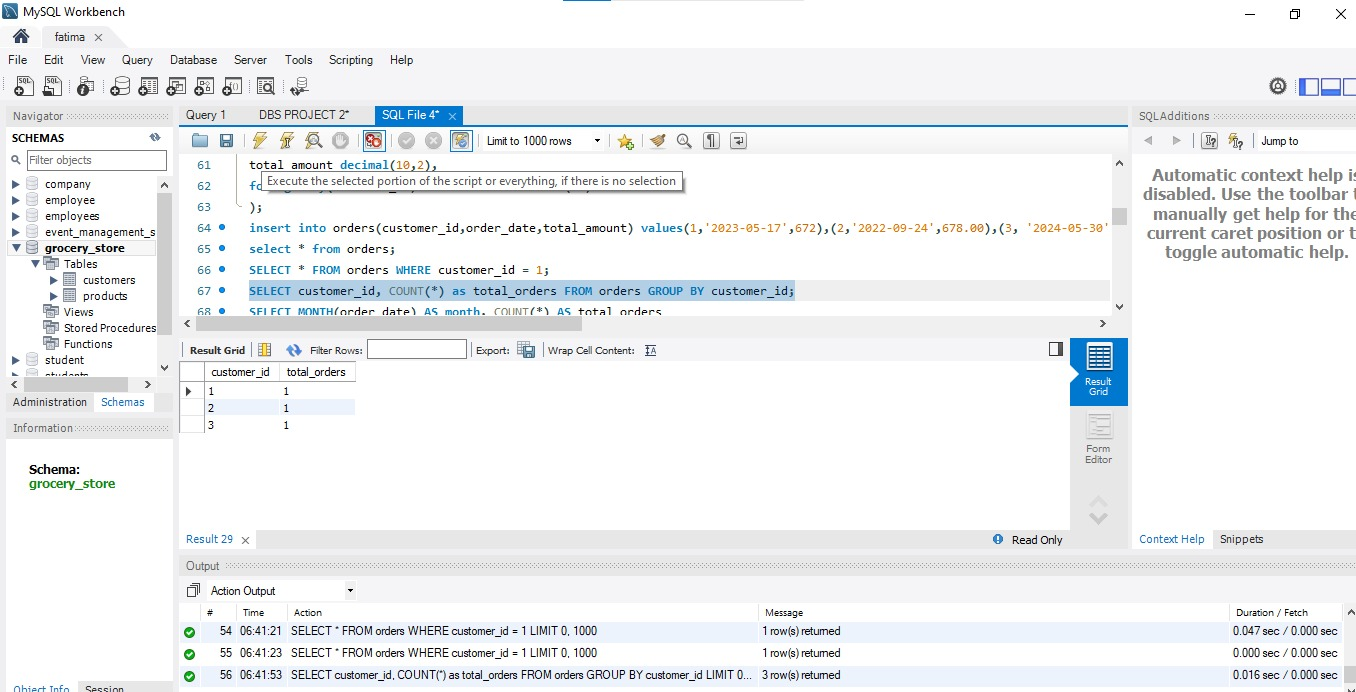 MySQL Workbench
fatima
File Edit View Query Database Server Tools Scripting Help
Navigator
SCHEMAS
Filter objects
company
employee
employees
event_management_s
grocery_store
Tables
customers
products
Views
Stored Procedures
Functions
student
students
Administration Schemas
Information
Schema:
grocery_store
Object Info Session
Query 1 DBS PROJECT 2* SQL File 4*
Limit to 1000 rows
61 total_amount decimal(10,2),
Execute the selected portion of the script or everything, if there is no selection
62 fo
63 );
64 insert into orders(customer_id,order_date,total_amount) values(1,'2023-05-17',672),(2,'2022-09-24',678.00),(3, '2024-05-30'
65 select * from orders;
66 SELECT * FROM orders WHERE customer_id = 1;
67 SELECT customer_id, COUNT(*) as total_orders FROM orders GROUP BY customer_id;
68 SELECT MONTH(order_date) AS month, COUNT(*) AS total_orders
Result Grid Filter Rows: Export: Wrap Cell Content:
customer_id total_orders
1 1
2 1
3 1
Result Grid
Form Editor
Result 29
Read Only
Output
Action Output
# Time Action Message Duration / Fetch
54 06:41:21 SELECT * FROM orders WHERE customer_id = 1 LIMIT 0, 1000 1 row(s) returned 0.047 sec / 0.000 sec
55 06:41:23 SELECT * FROM orders WHERE customer_id = 1 LIMIT 0, 1000 1 row(s) returned 0.000 sec / 0.000 sec
56 06:41:53 SELECT customer_id, COUNT(*) as total_orders FROM orders GROUP BY customer_id LIMIT 0... 3 row(s) returned 0.016 sec / 0.000 sec
SQLAdditions
Jump to
Automatic context help is
disabled. Use the toolbar t
manually get help for the
current caret position or t
toggle automatic help.
Context Help Snippets